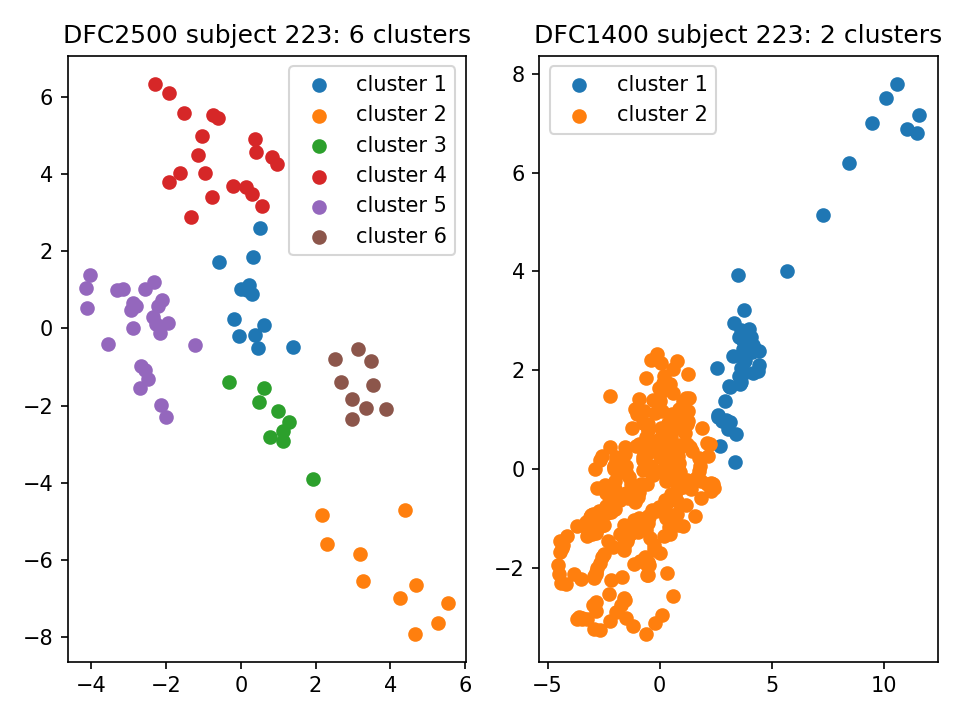 DFC2500 subject 223: 6 clusters
cluster 1
cluster 2
cluster 3
cluster 4
cluster 5
cluster 6
6
4
2
0
−2
−4
−6
−8
−4
−2
0
2
4
6
DFC1400 subject 223: 2 clusters
cluster 1
cluster 2
8
6
4
2
0
−2
−5
0
5
10